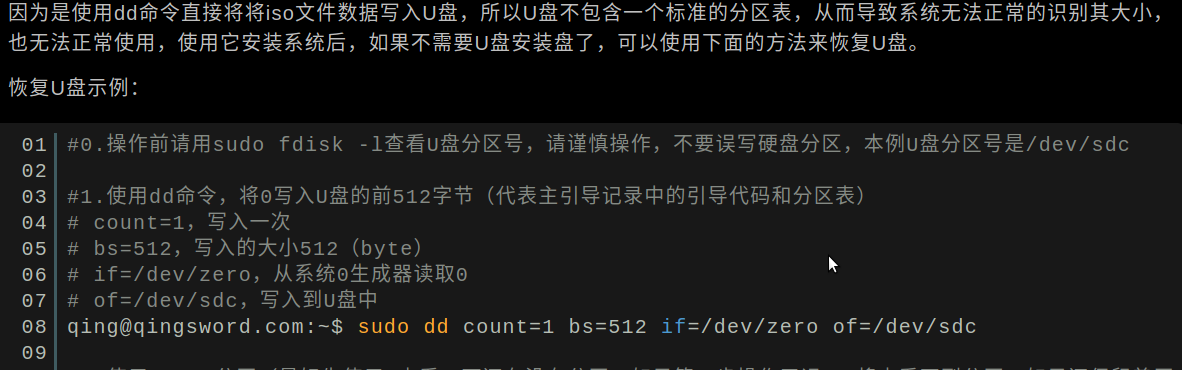 因为是使用dd命令直接将将iso文件数据写入U盘，所以U盘不包含一个标准的分区表，从而导致系统无法正常的识别其大小，
也无法正常使用，使用它安装系统后，如果不需要U盘安装盘了，可以使用下面的方法来恢复U盘。
恢复U盘示例：
01 #0.操作前请用sudo fdisk -l查看U盘分区号，请谨慎操作，不要误写硬盘分区，本例U盘分区号是/dev/sdc
02
03 #1.使用dd命令，将0写入U盘的前512字节（代表主引导记录中的引导代码和分区表）
04 # count=1，写入一次
05 # bs=512，写入的大小512（byte）
06 # if=/dev/zero，从系统0生成器读取0
07 # of=/dev/sdc，写入到U盘中
08 qing@qingsword.com:~$ sudo dd count=1 bs=512 if=/dev/zero of=/dev/sdc
09